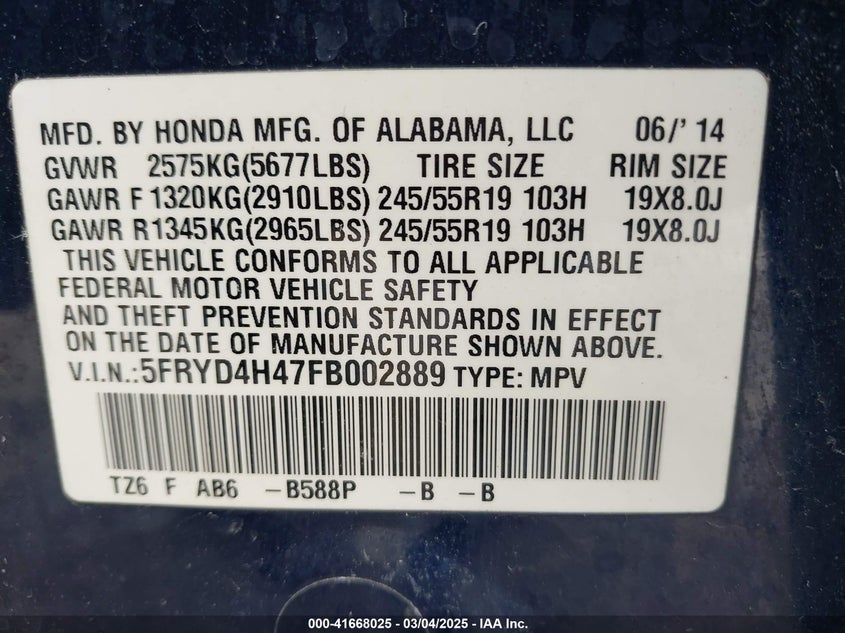 MFD. BY HONDA MFG. OF ALABAMA, LLC 06/'14
GVWR 2575KG(5677LBS) TIRE SIZE RIM SIZE
GAWR F1320KG(2910LBS) 245/55R19 103H 19X8.0J
GAWR R1345KG(2965LBS) 245/55R19 103H 19X8.0J
THIS VEHICLE CONFORMS TO ALL APPLICABLE
FEDERAL MOTOR VEHICLE SAFETY
AND THEFT PREVENTION STANDARDS IN EFFECT
ON THE DATE OF MANUFACTURE SHOWN ABOVE.
V.I.N.:5FRYD4H47FB002889 TYPE: MPV
TZ6 F AB6 -B588P -B -B
000-41668025 - 03/04/2025 - IAA Inc.